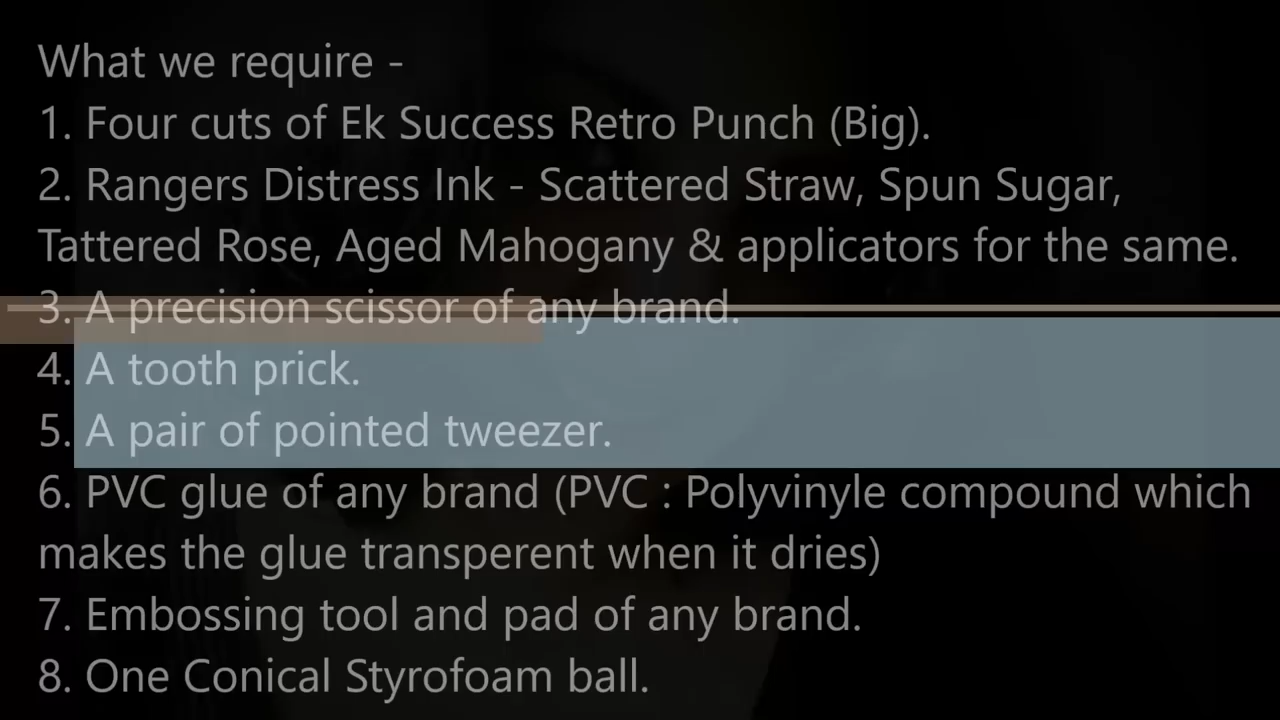 What we require -
1. Four cuts of Ek Success Retro Punch (Big).
2. Rangers Distress Ink - Scattered Straw, Spun Sugar,
Tattered Rose, Aged Mahogany & applicators for the same.
3. A precision scissor of any brand.
4. A tooth prick.
5. A pair of pointed tweezer.
6. PVC glue of any brand (PVC : Polyvinyle compound which
makes the glue transperent when it dries)
7. Embossing tool and pad of any brand.
8. One Conical Styrofoam ball.